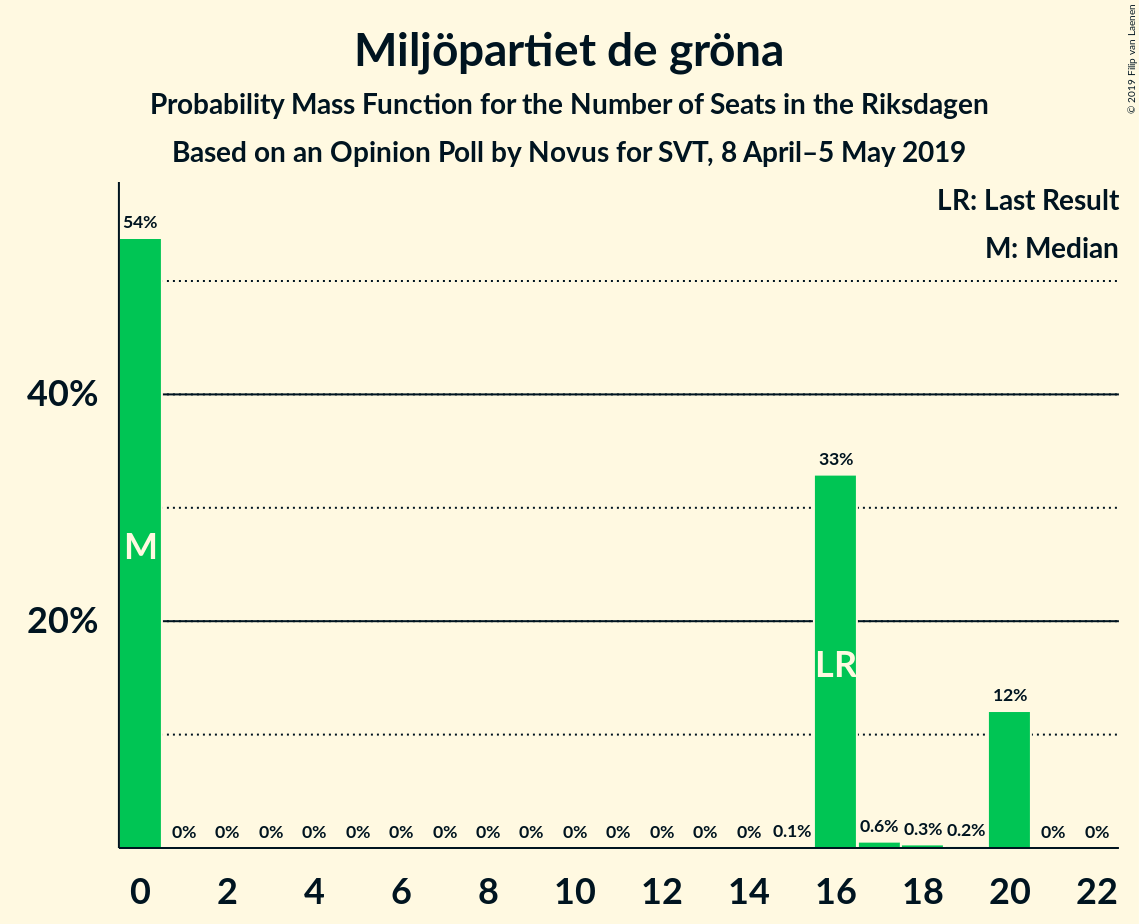 Miljöpartiet de gröna
Probability Mass Function for the Number of Seats in the Riksdagen
Based on an Opinion Poll by Novus for SVT, 8 April–5 May 2019
© 2019 Filip van Laenen
LR: Last Result
M: Median
54%
40%
33%
M
20%
LR
12%
0% 0% 0% 0% 0% 0% 0% 0% 0% 0% 0% 0% 0% 0% 0.1% 0.6% 0.3% 0.2% 0% 0%
0 2 4 6 8 10 12 14 16 18 20 22